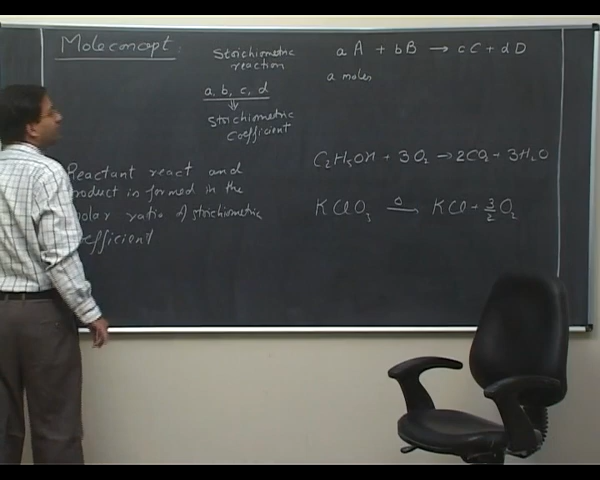 Moleconcept:
Stoichiometric
reaction
a A + b B → c C + d D
a moles
a, b, c, d
⇓
Stoichiometric
Coefficient
C₂H₅OH + 3O₂ → 2CO₂ + 3H₂O
Reactant react and
product is formed in the
molar ratio of stoichiometric
coefficient
KClO₃ —Δ→ KCl + 3/2 O₂